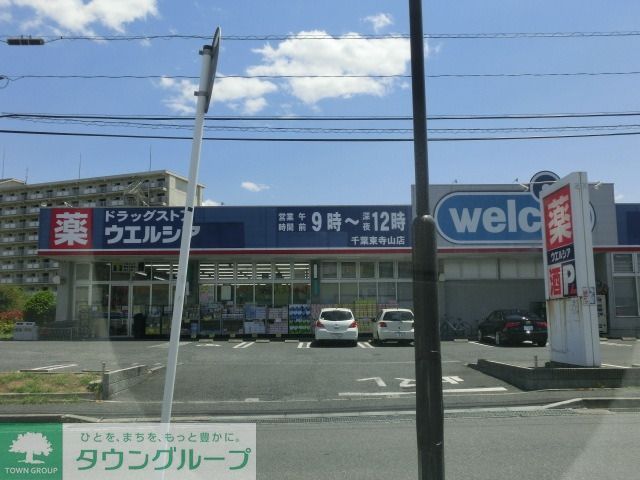 薬
ドラッグスト
ウエルシア
営業時間 午前 9時～深夜12時
千葉東寺山店
welc
薬
ウエルシア
酒
P
TOWN GROUP
ひとを、まちを、もっと豊かに。
タウングループ